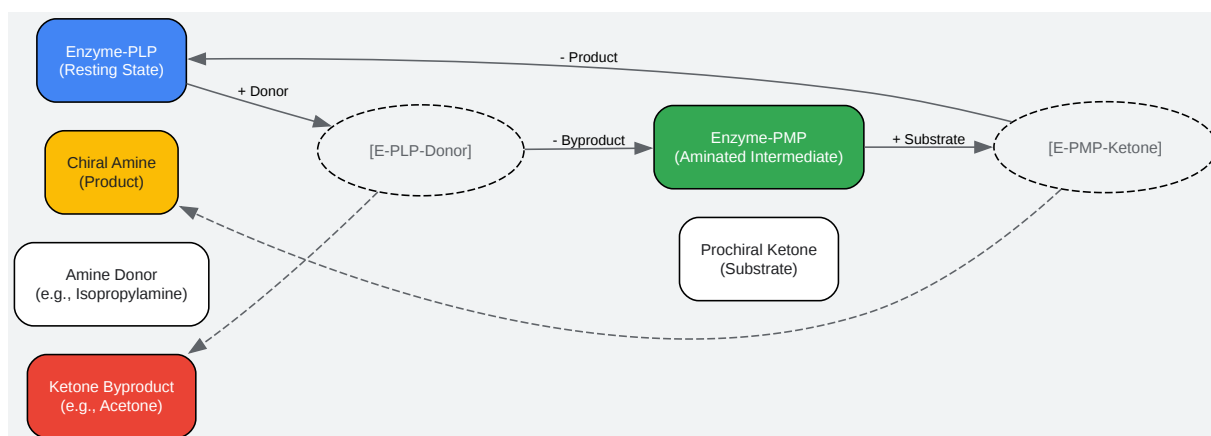 Enzyme-PLP
(Resting State)
- Product
+ Donor
[E-PLP-Donor]
- Byproduct
Enzyme-PMP
(Aminated Intermediate)
+ Substrate
[E-PMP-Ketone]
Chiral Amine
(Product)
Prochiral Ketone
(Substrate)
Amine Donor
(e.g., Isopropylamine)
Ketone Byproduct
(e.g., Acetone)